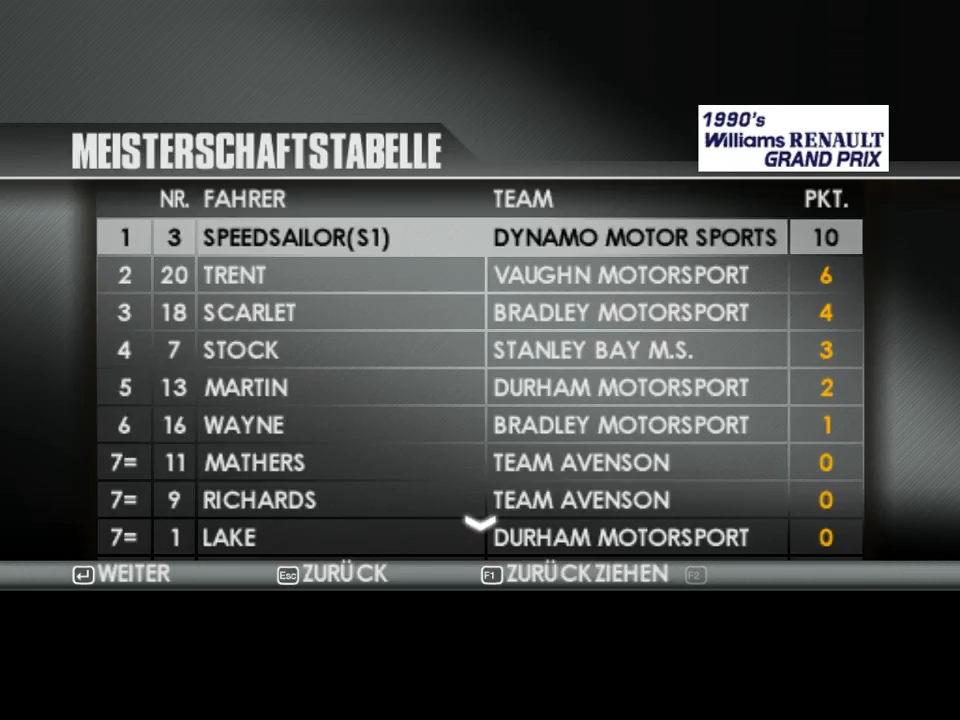 1990's
Williams RENAULT
GRAND PRIX
MEISTERSCHAFTSTABELLE
NR. FAHRER TEAM PKT.
1 3 SPEEDSAILOR(S1) DYNAMO MOTOR SPORTS 10
2 20 TRENT VAUGHN MOTORSPORT 6
3 18 SCARLET BRADLEY MOTORSPORT 4
4 7 STOCK STANLEY BAY M.S. 3
5 13 MARTIN DURHAM MOTORSPORT 2
6 16 WAYNE BRADLEY MOTORSPORT 1
7= 11 MATHERS TEAM AVENSON 0
7= 9 RICHARDS TEAM AVENSON 0
7= 1 LAKE DURHAM MOTORSPORT 0
WEITER Esc ZURÜCK F1 ZURÜCKZIEHEN F2